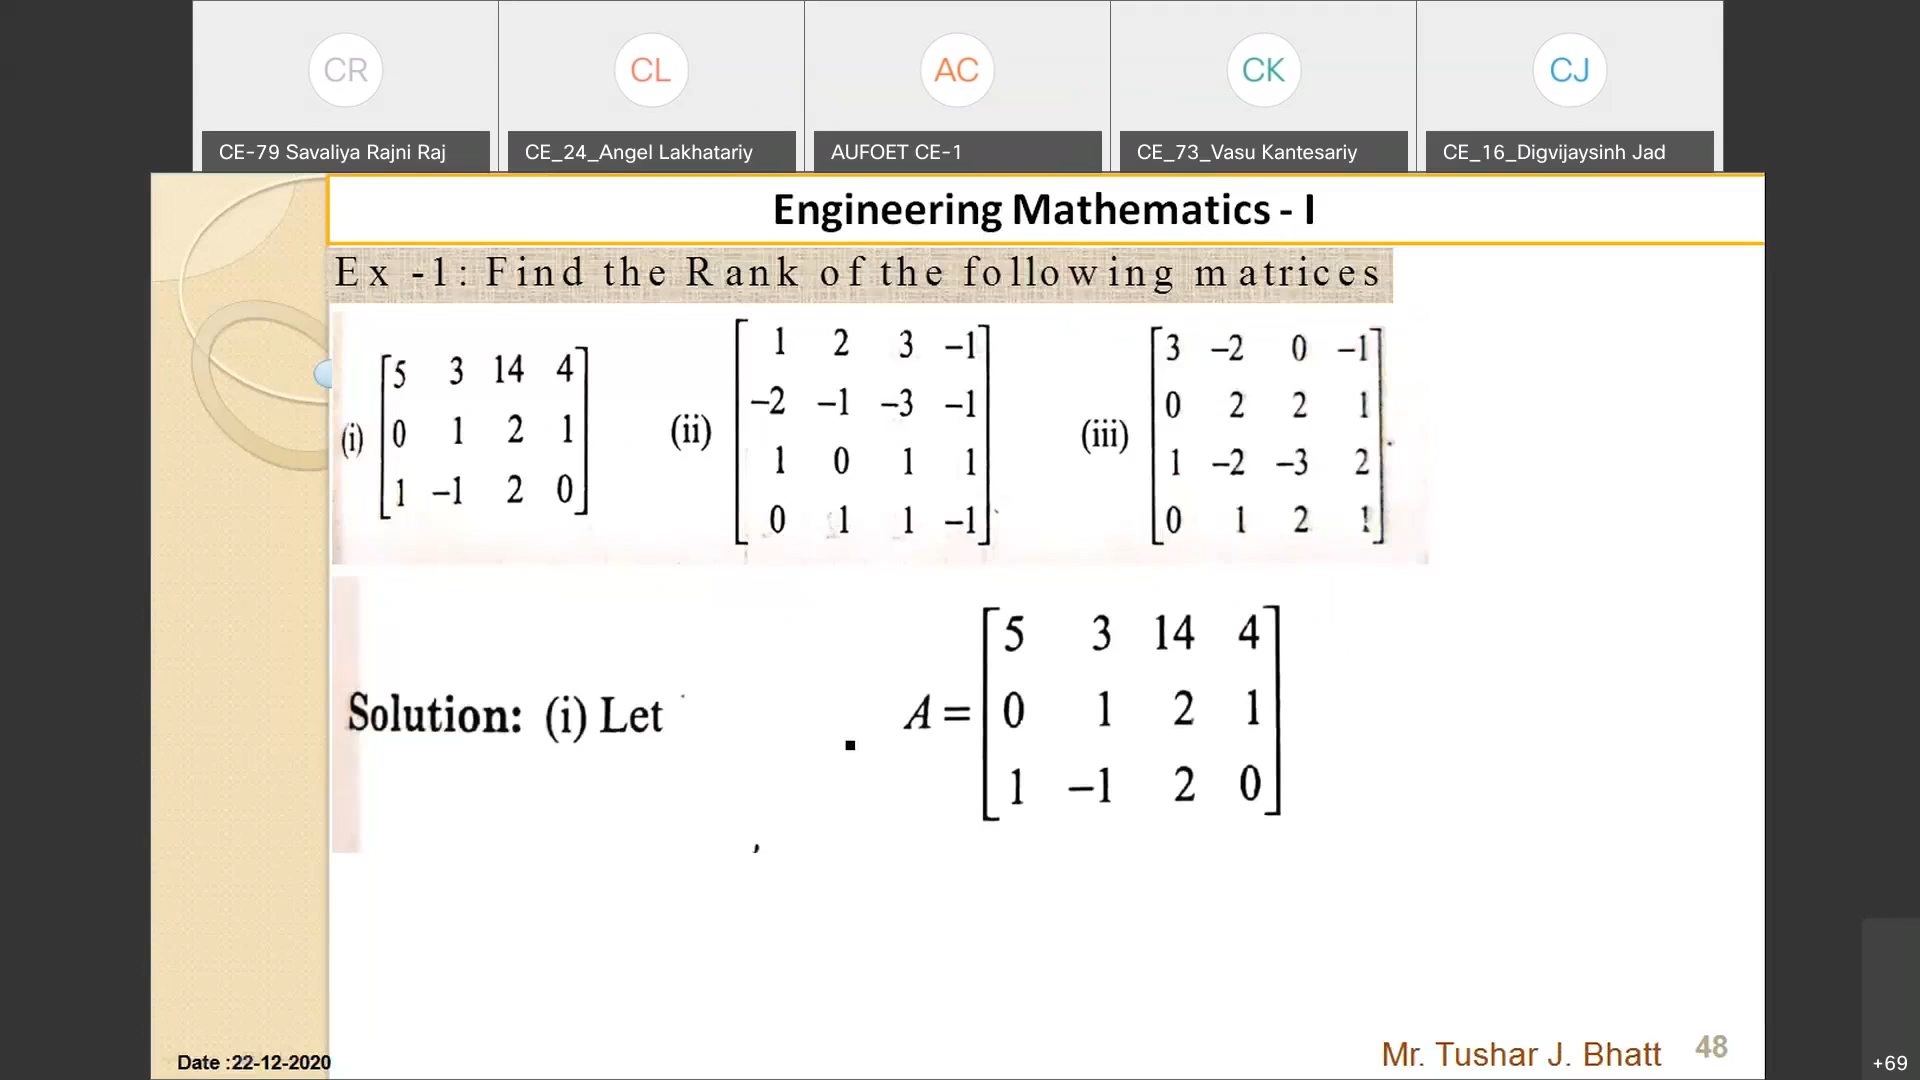 CR CL AC CK CJ
CE-79 Savaliya Rajni Raj CE_24_Angel Lakhatariy AUFOET CE-1 CE_73_Vasu Kantesariy CE_16_Digvijaysinh Jad
Engineering Mathematics - I
Ex -1: Find the Rank of the following matrices
(i)
5 3 14 4
0 1 2 1
1 –1 2 0
(ii)
1 2 3 –1
–2 –1 –3 –1
1 0 1 1
0 1 1 –1
(iii)
3 –2 0 –1
0 2 2 1
1 –2 –3 2
0 1 2 1
Solution: (i) Let
A =
5 3 14 4
0 1 2 1
1 –1 2 0
Date :22-12-2020
Mr. Tushar J. Bhatt 48
+69